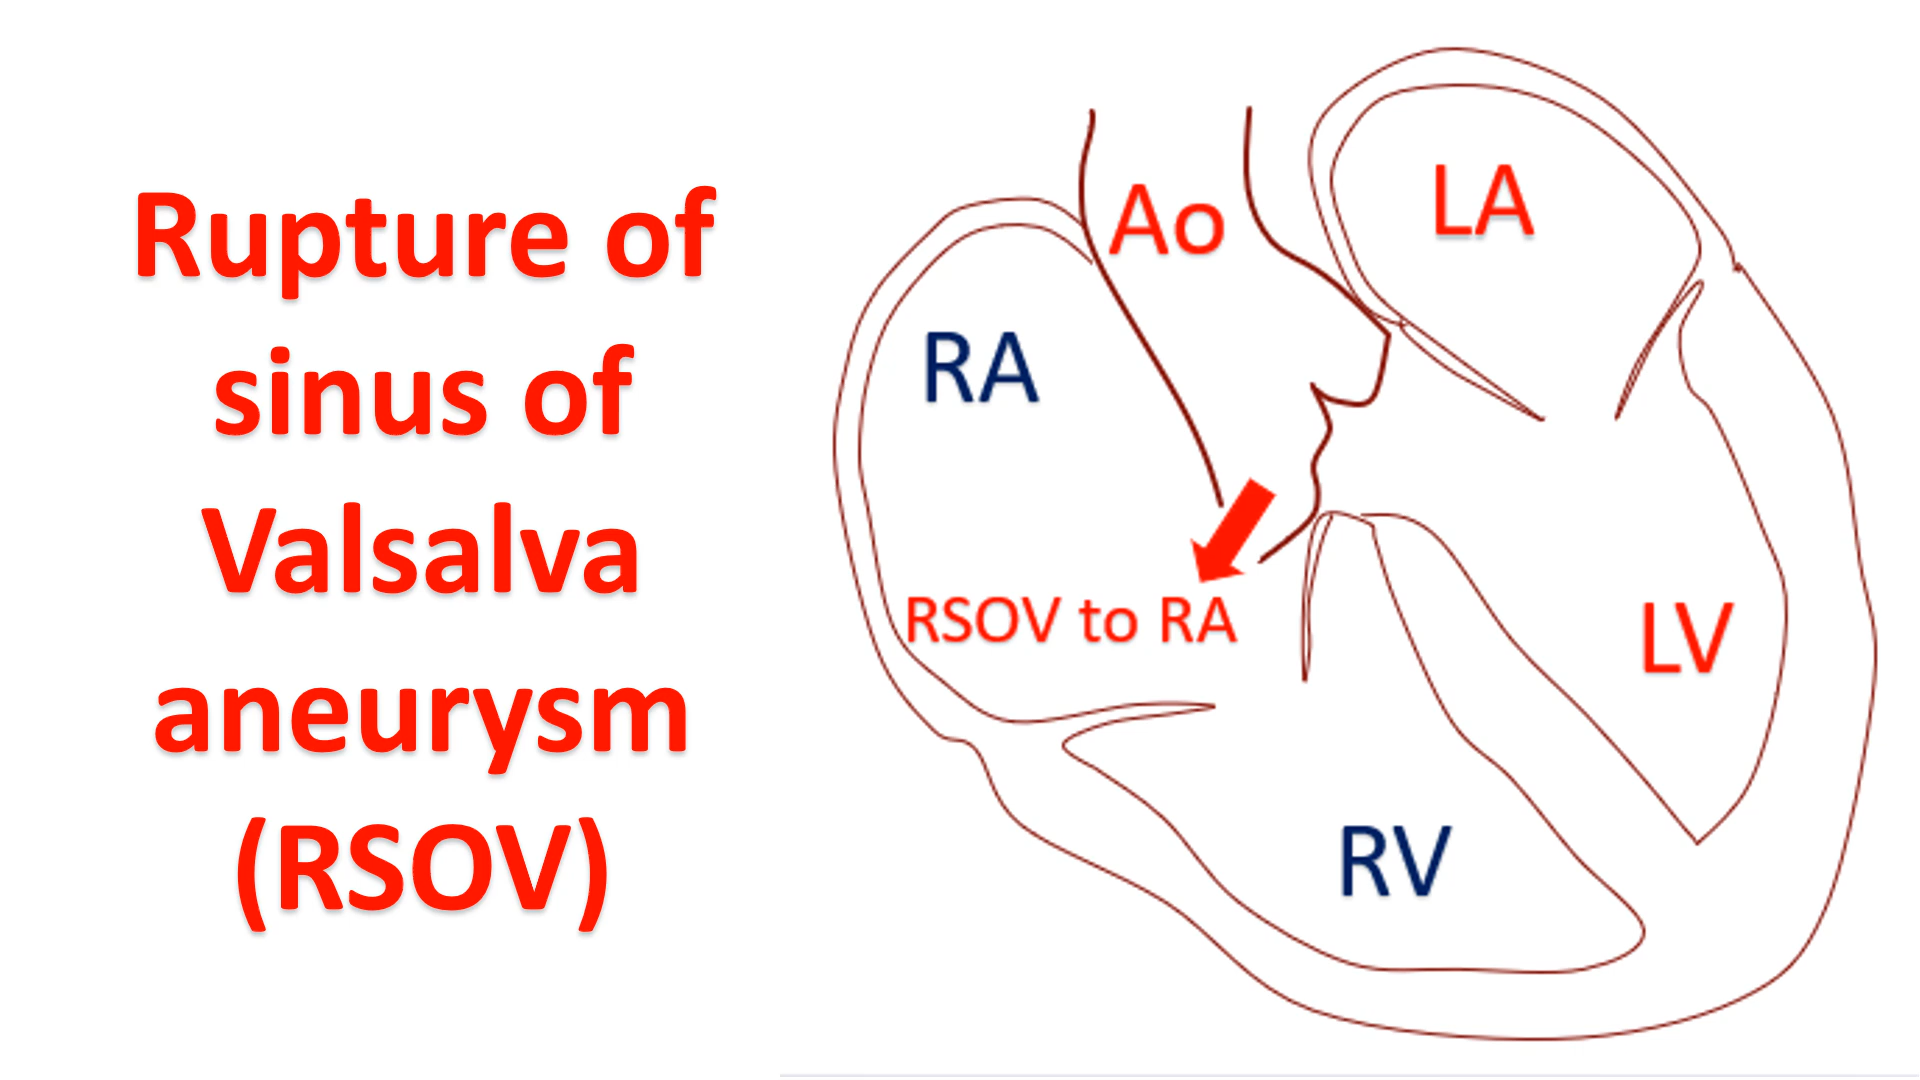 Rupture of
sinus of
Valsalva
aneurysm
(RSOV)
Ao
LA
RA
RSOV to RA
LV
RV